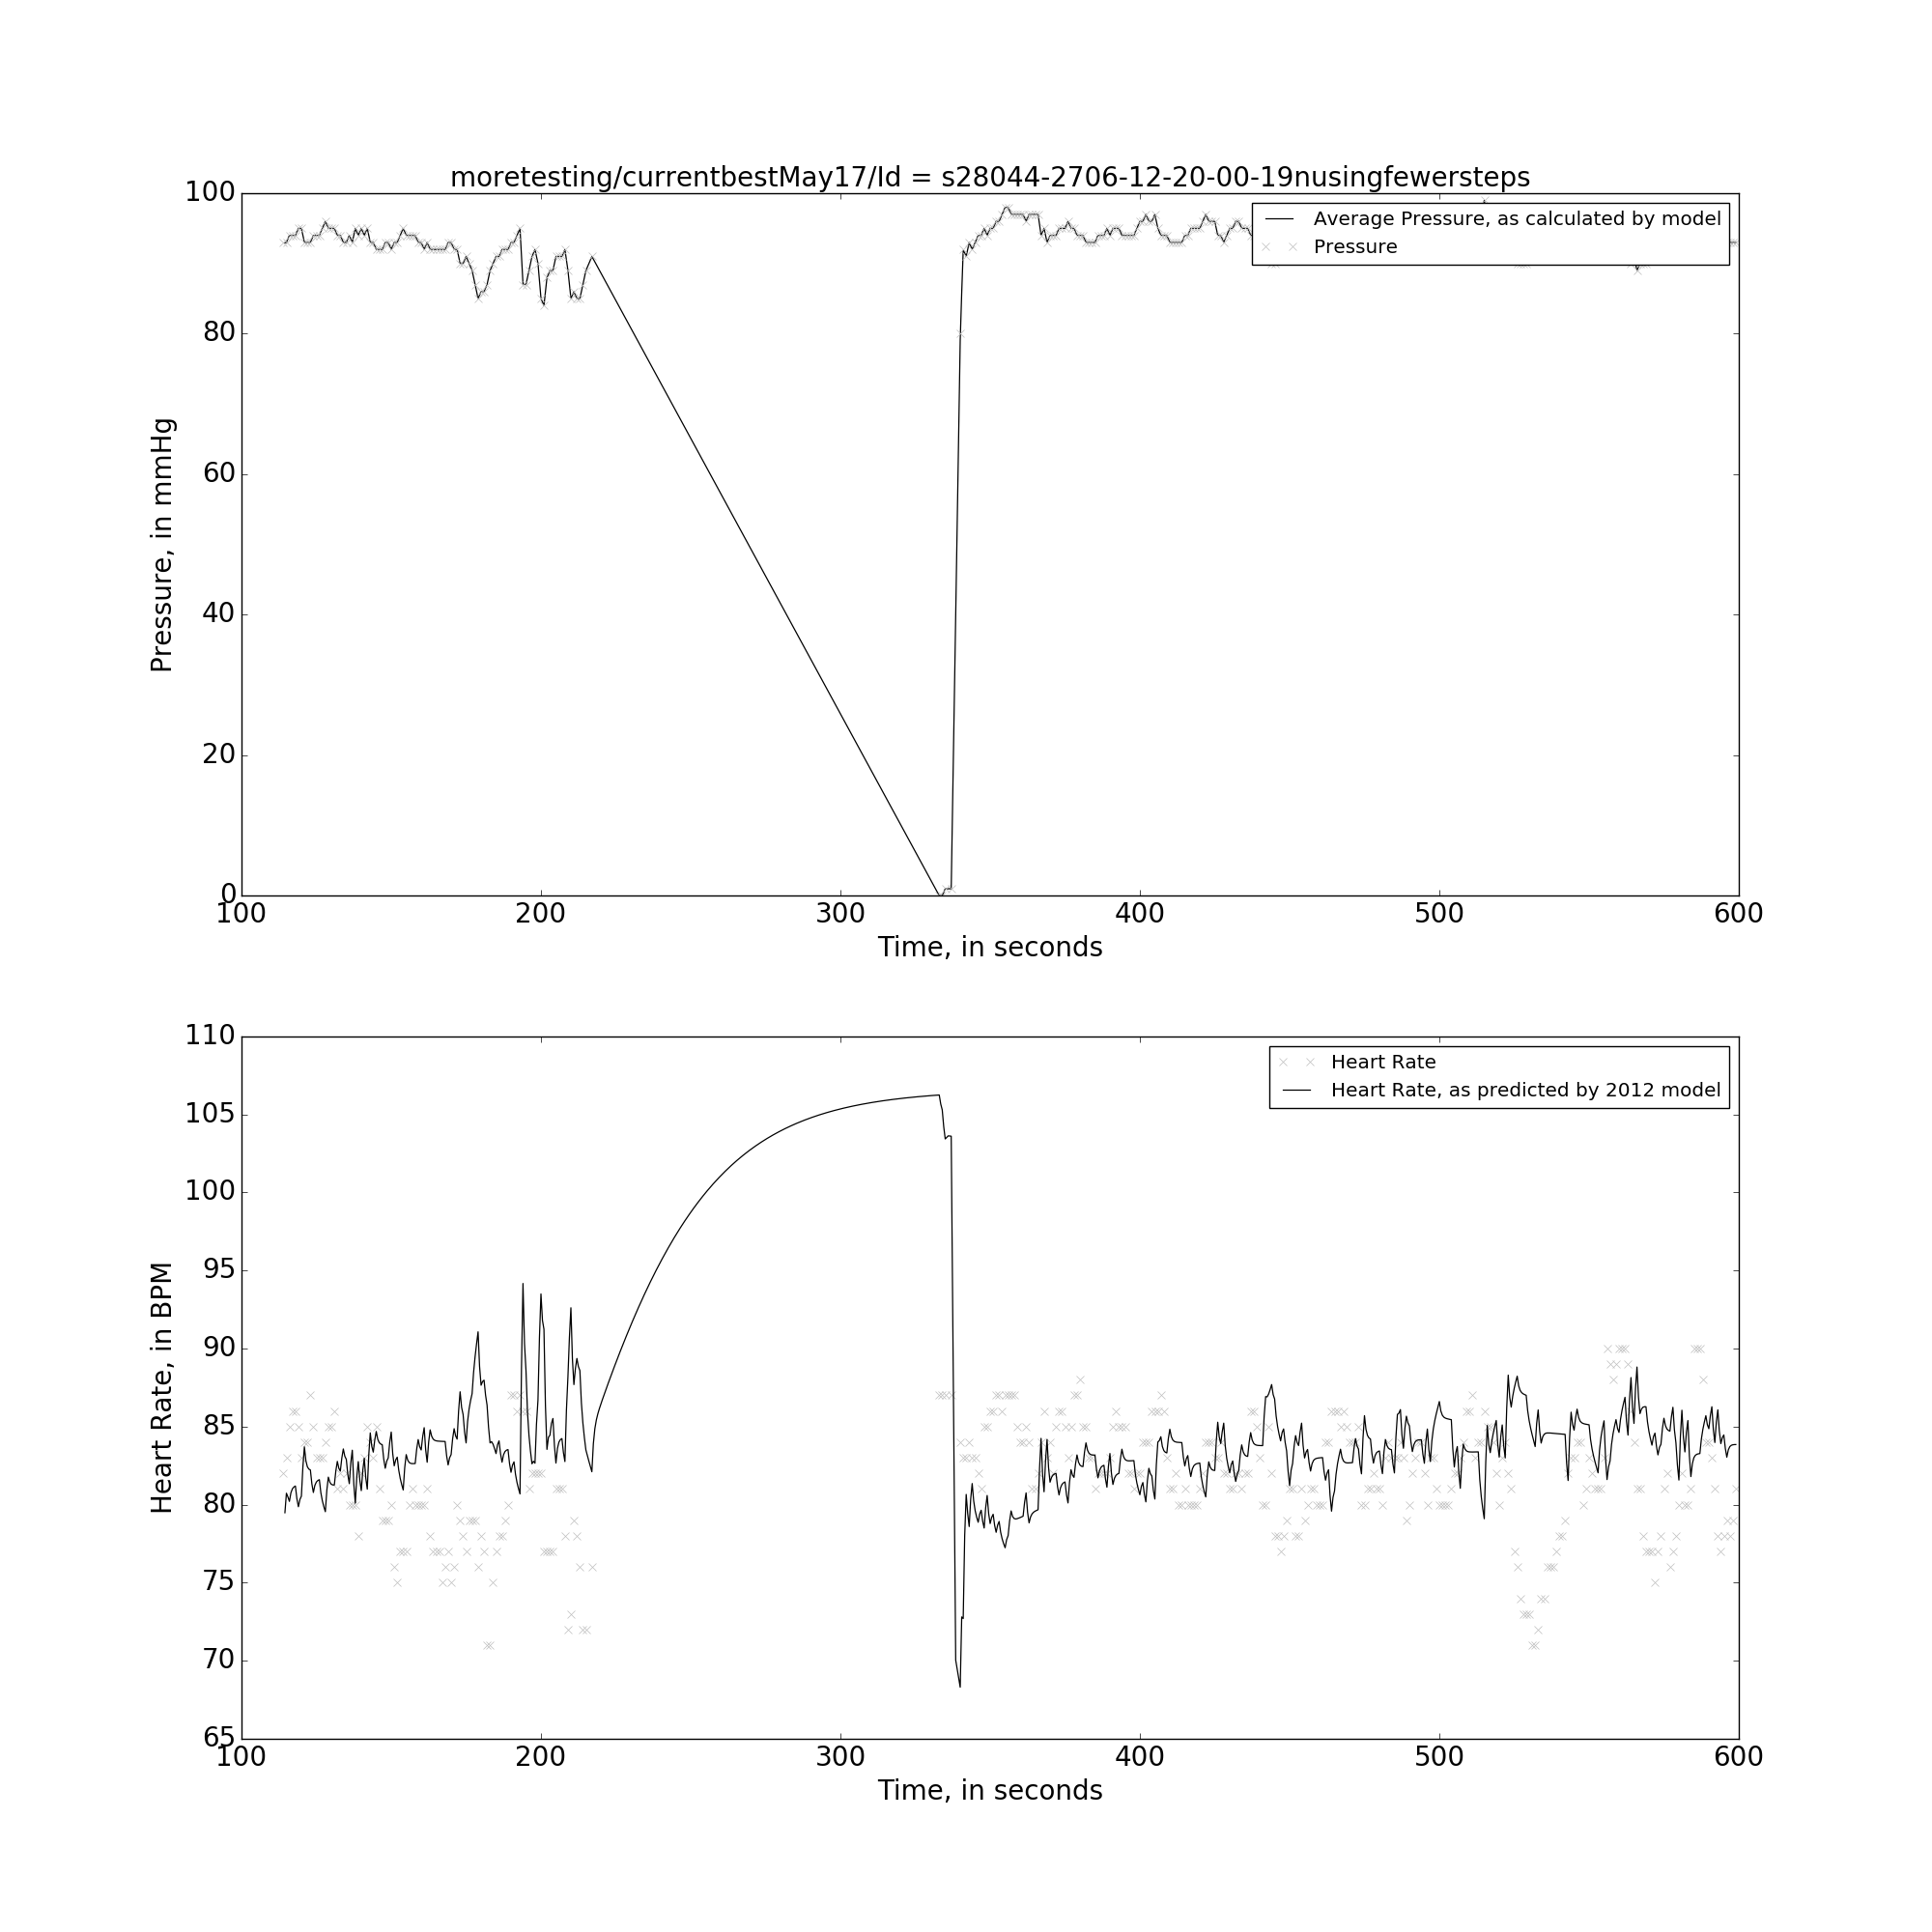 moretesting/currentbestMay17/Id = s28044-2706-12-20-00-19nusingfewersteps
100
80
60
40
20
0
Pressure, in mmHg
Average Pressure, as calculated by model
Pressure
100 200 300 400 500 600
Time, in seconds
110
105
100
95
90
85
80
75
70
65
Heart Rate, in BPM
Heart Rate
Heart Rate, as predicted by 2012 model
100 200 300 400 500 600
Time, in seconds